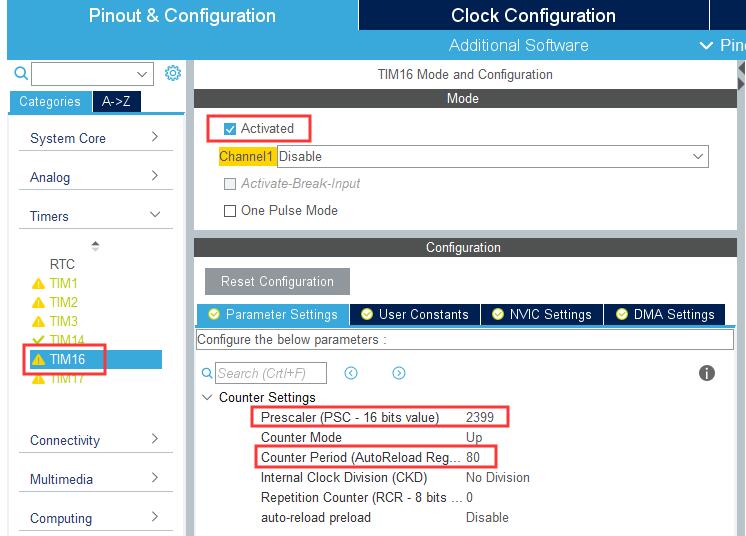 Pinout & Configuration
Clock Configuration
Additional Software
Pin
TIM16 Mode and Configuration
Categories
A->Z
Mode
System Core
Activated
Channel1 Disable
Analog
Activate-Break-Input
Timers
One Pulse Mode
Configuration
RTC
Reset Configuration
TIM1
TIM2
Parameter Settings
User Constants
NVIC Settings
DMA Settings
TIM3
TIM14
Configure the below parameters :
TIM16
Search (Crtl+F)
TIM17
Counter Settings
Prescaler (PSC - 16 bits value) 2399
Connectivity
Counter Mode Up
Counter Period (AutoReload Reg... 80
Multimedia
Internal Clock Division (CKD) No Division
Repetition Counter (RCR - 8 bits ... 0
Computing
auto-reload preload Disable